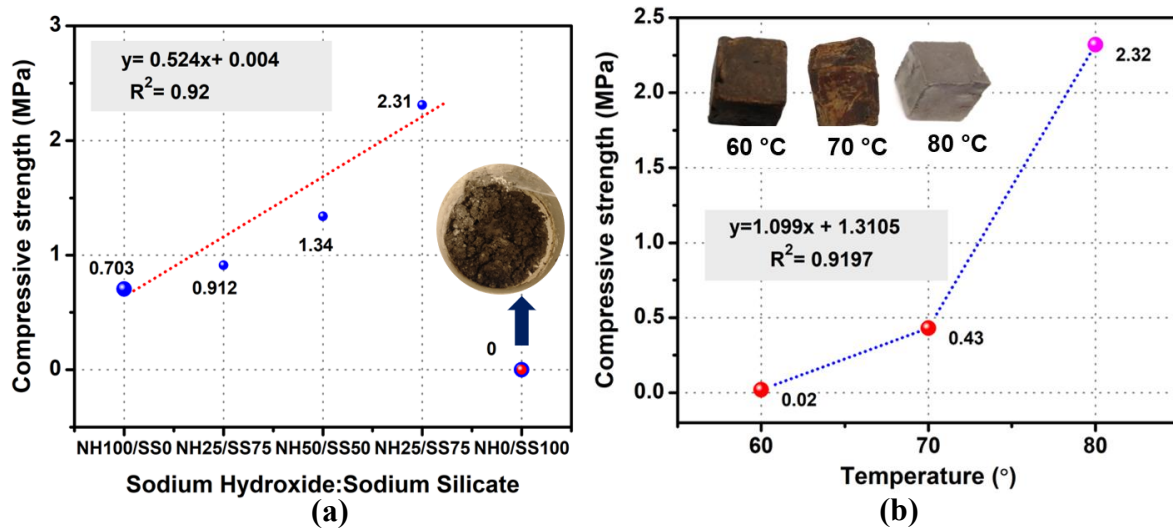 3
2
1
0
Compressive strength (MPa)
y= 0.524x+ 0.004
R²= 0.92
0.703
0.912
1.34
2.31
0
NH100/SS0 NH25/SS75 NH50/SS50 NH25/SS75 NH0/SS100
Sodium Hydroxide:Sodium Silicate
(a)
2.5
2.0
1.5
1.0
0.5
0.0
Compressive strength (MPa)
60 °C 70 °C 80 °C
y=1.099x + 1.3105
R²= 0.9197
2.32
0.43
0.02
60 70 80
Temperature (°)
(b)